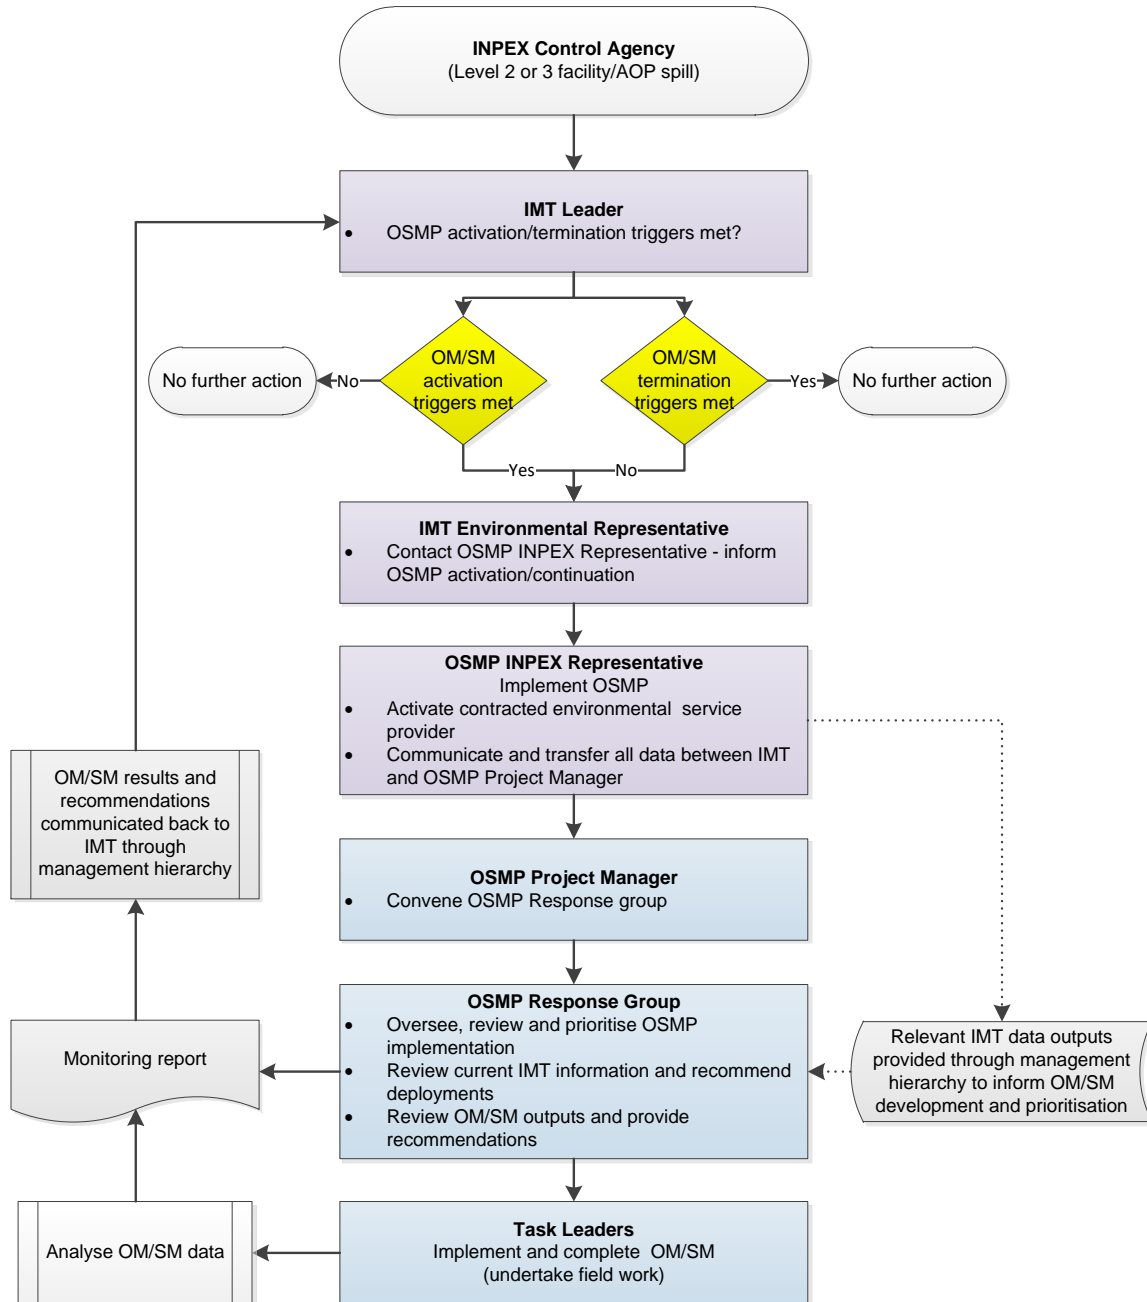 INPEX Control Agency
(Level 2 or 3 facility/AOP spill)
IMT Leader
• OSMP activation/termination triggers met?
OM/SM
activation
triggers met
OM/SM
termination
triggers met
No further action
No
Yes
No further action
Yes
No
IMT Environmental Representative
• Contact OSMP INPEX Representative - inform
OSMP activation/continuation
OSMP INPEX Representative
Implement OSMP
• Activate contracted environmental service
provider
• Communicate and transfer all data between IMT
and OSMP Project Manager
OM/SM results and
recommendations
communicated back to
IMT through
management hierarchy
OSMP Project Manager
• Convene OSMP Response group
OSMP Response Group
• Oversee, review and prioritise OSMP
implementation
• Review current IMT information and recommend
deployments
• Review OM/SM outputs and provide
recommendations
Monitoring report
Relevant IMT data outputs
provided through management
hierarchy to inform OM/SM
development and prioritisation
Task Leaders
Implement and complete OM/SM
(undertake field work)
Analyse OM/SM data